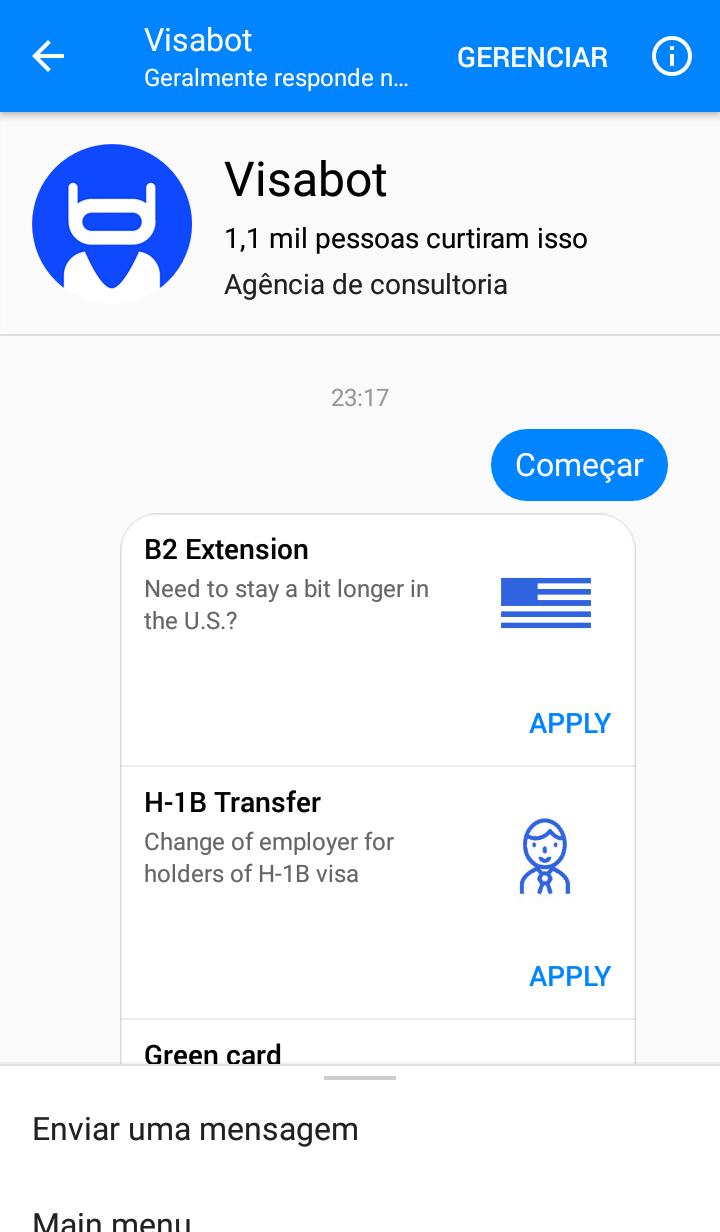 Visabot
Geralmente responde n...
GERENCIAR
Visabot
1,1 mil pessoas curtiram isso
Agência de consultoria
23:17
Começar
B2 Extension
Need to stay a bit longer in
the U.S.?
APPLY
H-1B Transfer
Change of employer for
holders of H-1B visa
APPLY
Green card
Enviar uma mensagem
Main menu